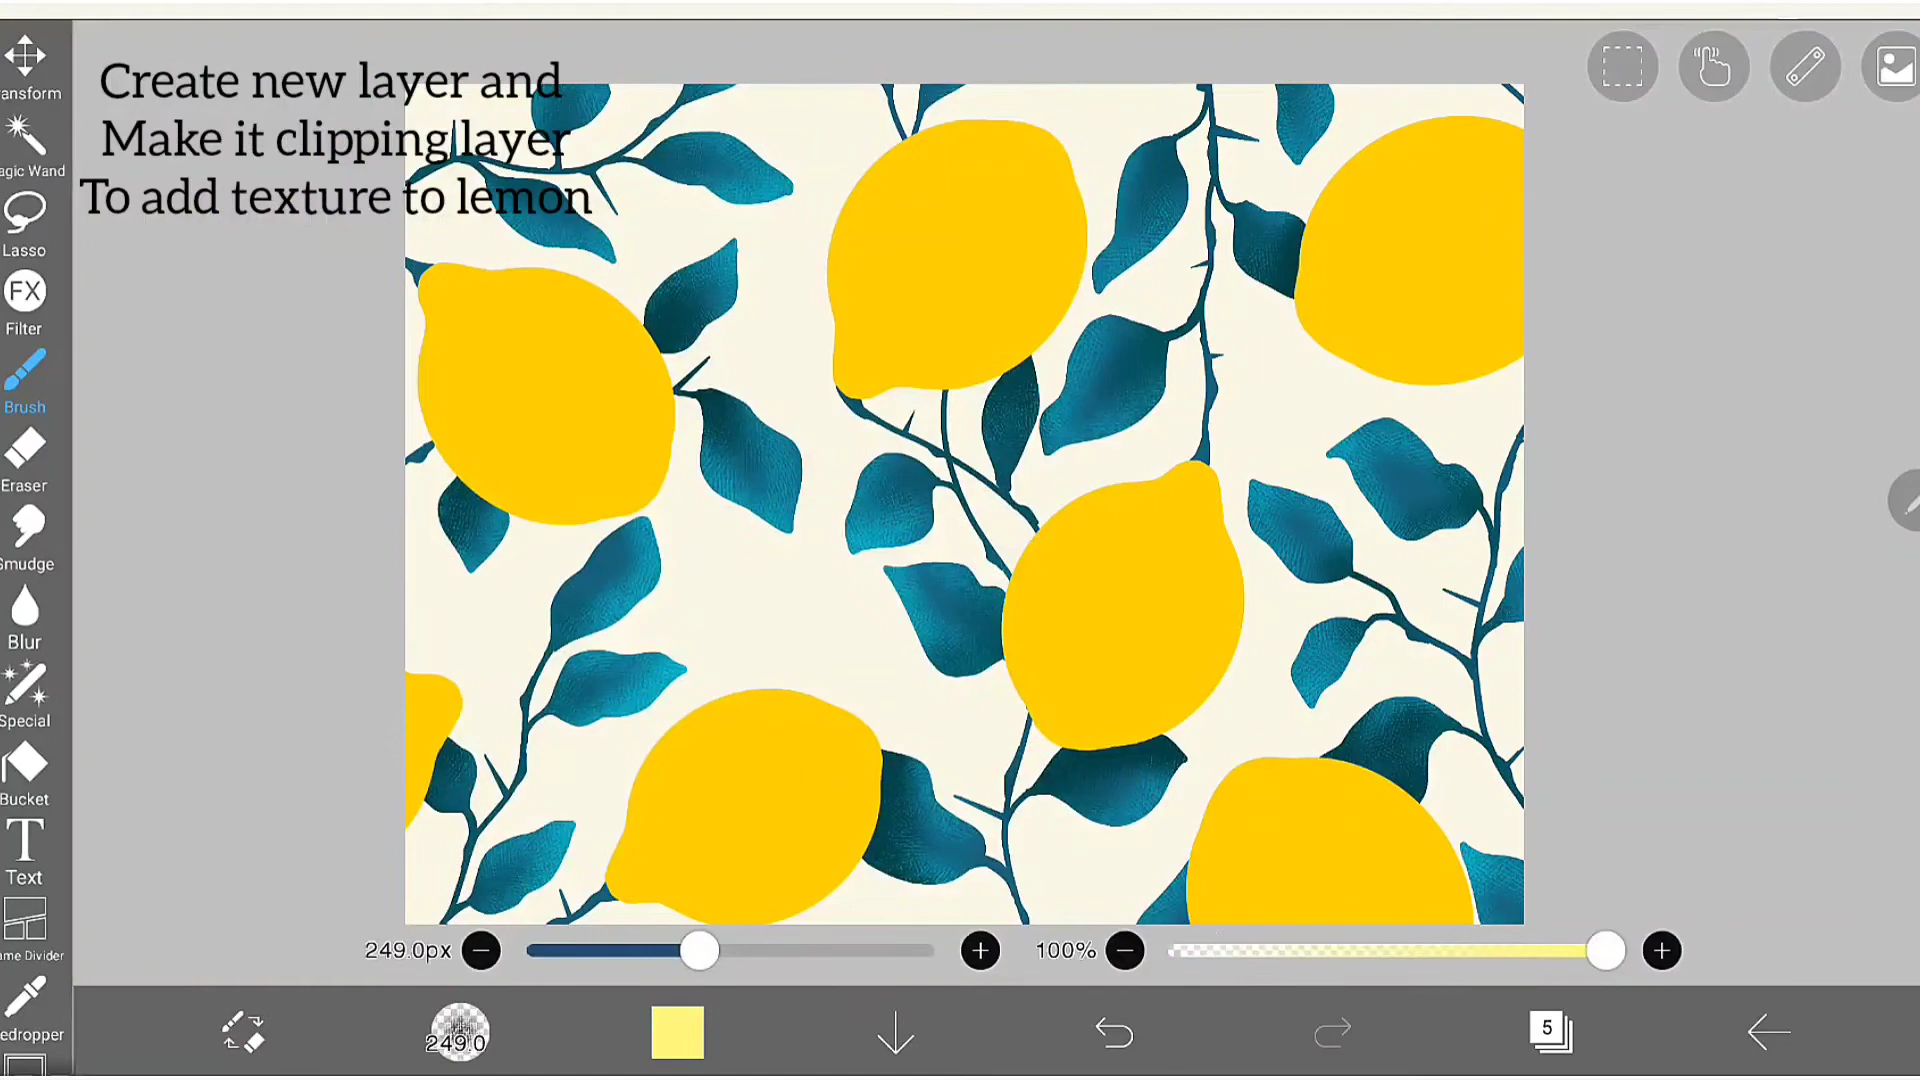 Create new layer and
Make it clipping layer
To add texture to lemon
ansform
agic Wand
Lasso
FX
Filter
Brush
Eraser
Smudge
Blur
Special
Bucket
T
Text
ame Divider
edropper
249.0px
100%
249.0
5